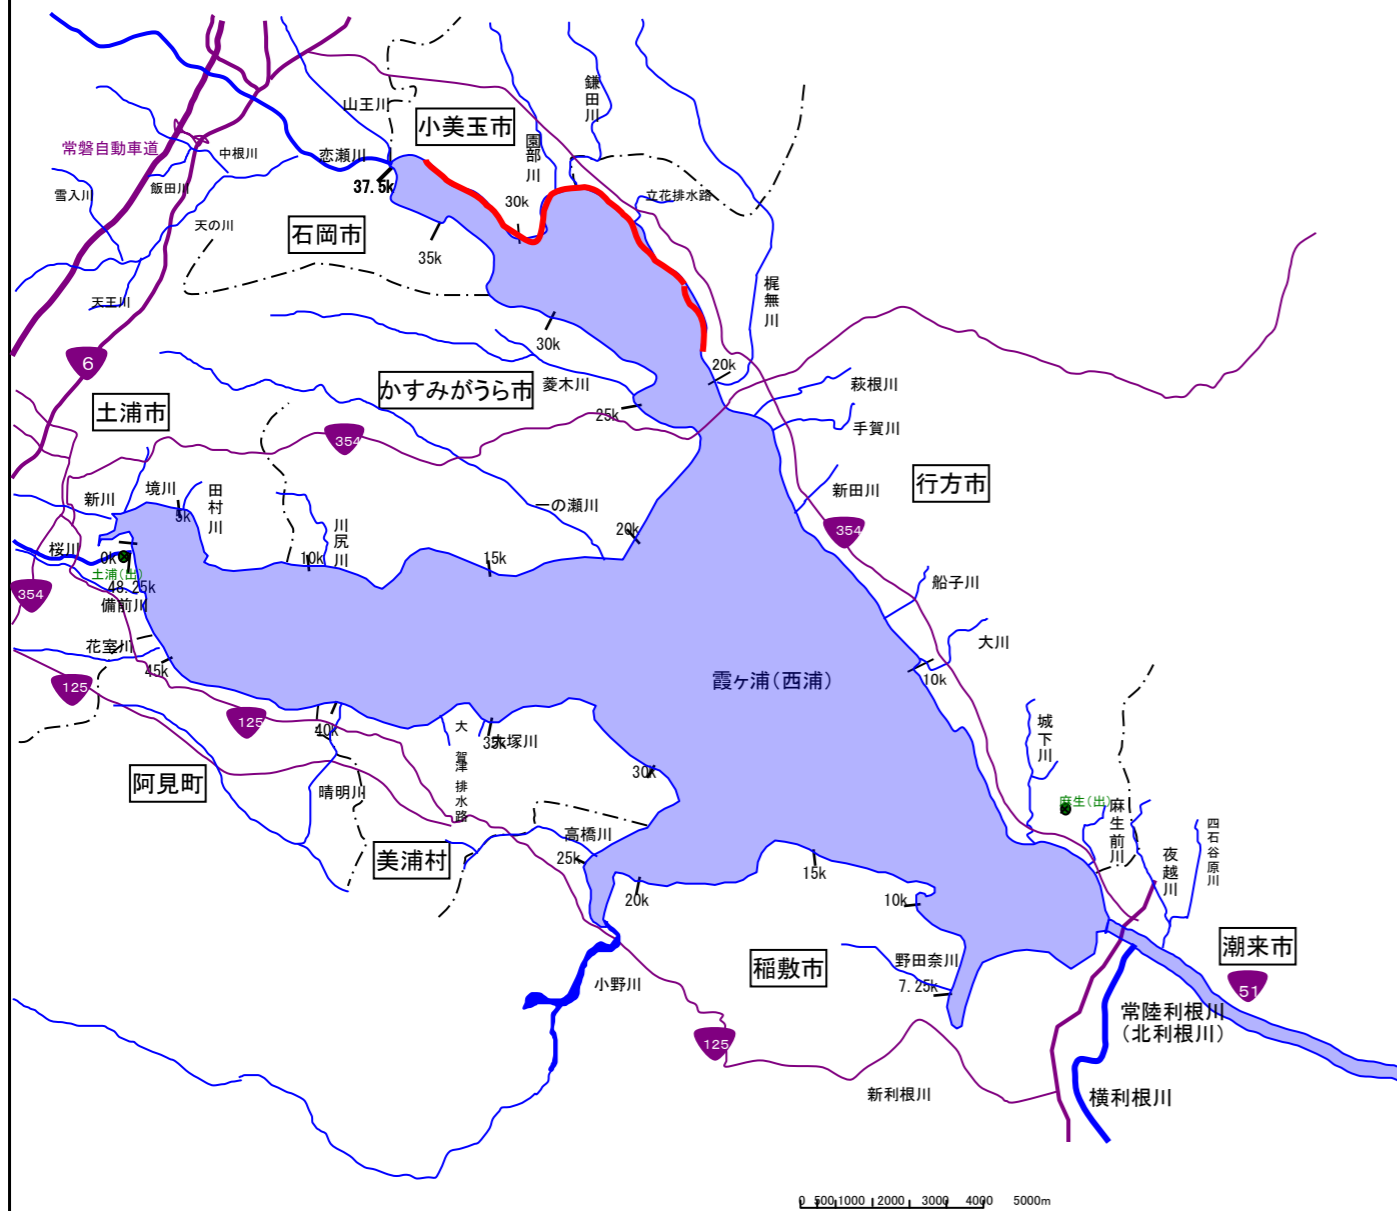 鎌田川
山王川
小美玉市
園部川
常磐自動車道
中根川
恋瀬川
37.5k
飯田川
雪入川
立花排水路
30k
天の川
石岡市
35k
天王川
梶無川
30k
6
20k
かすみがうら市
菱木川
萩根川
土浦市
25k
手賀川
354
新川
境川
田村川
5k
一の瀬川
新田川
行方市
川尻川
20k
354
桜川
0k
10k
15k
土浦(出)
48.25k
354
備前川
船子川
花室川
45k
大川
霞ヶ浦(西浦)
10k
125
125
40k
大賀津排水路
35k
大塚川
城下川
30k
阿見町
晴明川
麻生(出)
麻生前川
四石谷原川
高橋川
美浦村
25k
15k
夜越川
20k
10k
潮来市
稲敷市
野田奈川
7.25k
小野川
51
常陸利根川
(北利根川)
125
新利根川
横利根川
0 500 1000 2000 3000 4000 5000m